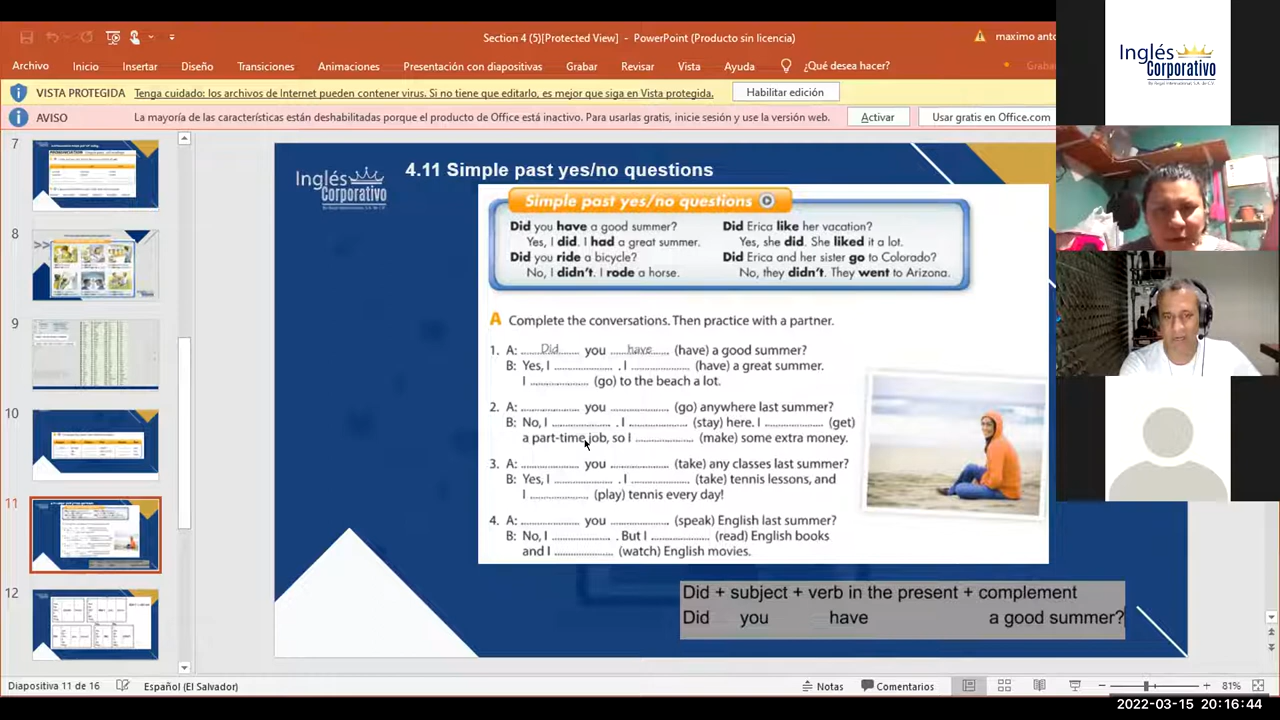 Section 4 (5)[Protected View] - PowerPoint (Producto sin licencia)
maximo anto
Archivo Inicio Insertar Diseño Transiciones Animaciones Presentación con diapositivas Grabar Revisar Vista Ayuda ¿Qué desea hacer?
VISTA PROTEGIDA Tenga cuidado: los archivos de Internet pueden contener virus. Si no tiene que editarlo, es mejor que siga en Vista protegida. Habilitar edición
AVISO La mayoría de las características están deshabilitadas porque el producto de Office está inactivo. Para usarlas gratis, inicie sesión y use la versión web. Activar Usar gratis en Office.com
7
8
9
10
11
12
Inglés
Corporativo
4.11 Simple past yes/no questions
Simple past yes/no questions
Did you have a good summer?
Yes, I did. I had a great summer.
Did you ride a bicycle?
No, I didn't. I rode a horse.
Did Erica like her vacation?
Yes, she did. She liked it a lot.
Did Erica and her sister go to Colorado?
No, they didn't. They went to Arizona.
A Complete the conversations. Then practice with a partner.
1. A: Did you have (have) a good summer?
B: Yes, I ............... . I ............... (have) a great summer.
I ............... (go) to the beach a lot.
2. A: ............... you ............... (go) anywhere last summer?
B: No, I ............... . I ............... (stay) here. I ............... (get)
a part-time job, so I ............... (make) some extra money.
3. A: ............... you ............... (take) any classes last summer?
B: Yes, I ............... . I ............... (take) tennis lessons, and
I ............... (play) tennis every day!
4. A: ............... you ............... (speak) English last summer?
B: No, I ............... . But I ............... (read) English books
and I ............... (watch) English movies.
Did + subject + verb in the present + complement
Did you have a good summer?
Inglés
Corporativo
Diapositiva 11 de 16 Español (El Salvador) Notas Comentarios 81%
2022-03-15 20:16:44